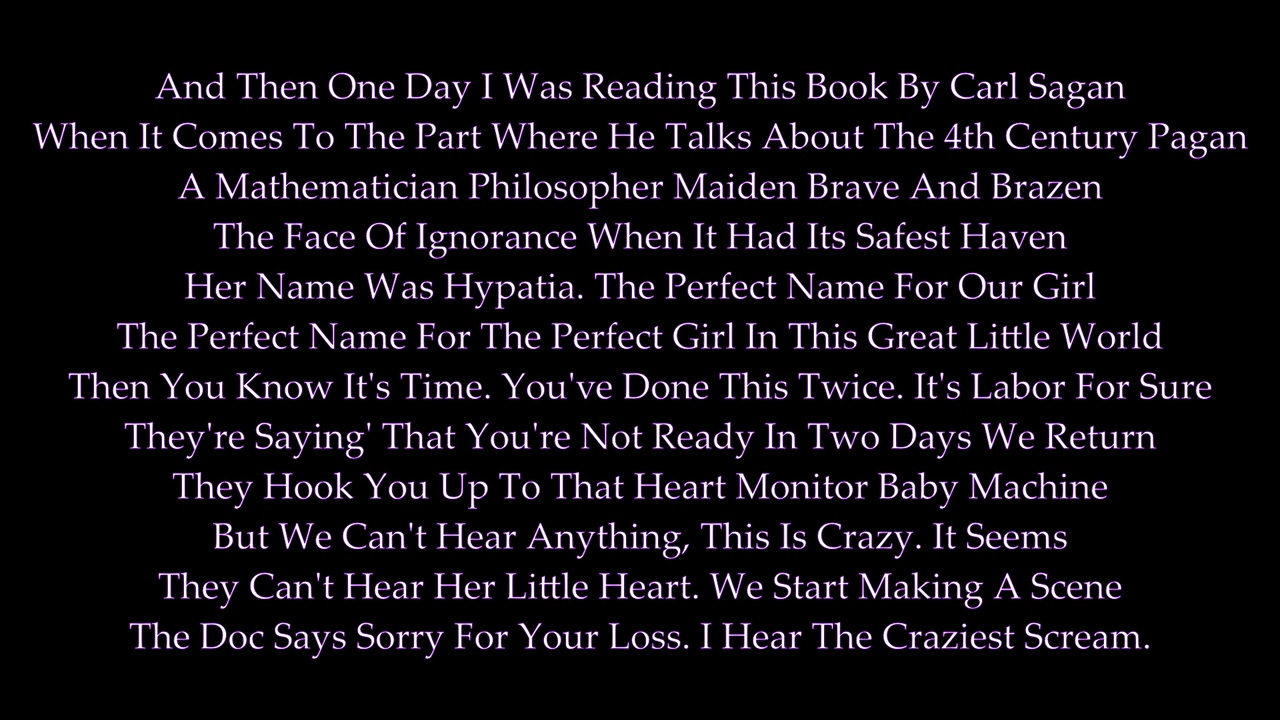 And Then One Day I Was Reading This Book By Carl Sagan
When It Comes To The Part Where He Talks About The 4th Century Pagan
A Mathematician Philosopher Maiden Brave And Brazen
The Face Of Ignorance When It Had Its Safest Haven
Her Name Was Hypatia. The Perfect Name For Our Girl
The Perfect Name For The Perfect Girl In This Great Little World
Then You Know It's Time. You've Done This Twice. It's Labor For Sure
They're Saying' That You're Not Ready In Two Days We Return
They Hook You Up To That Heart Monitor Baby Machine
But We Can't Hear Anything, This Is Crazy. It Seems
They Can't Hear Her Little Heart. We Start Making A Scene
The Doc Says Sorry For Your Loss. I Hear The Craziest Scream.